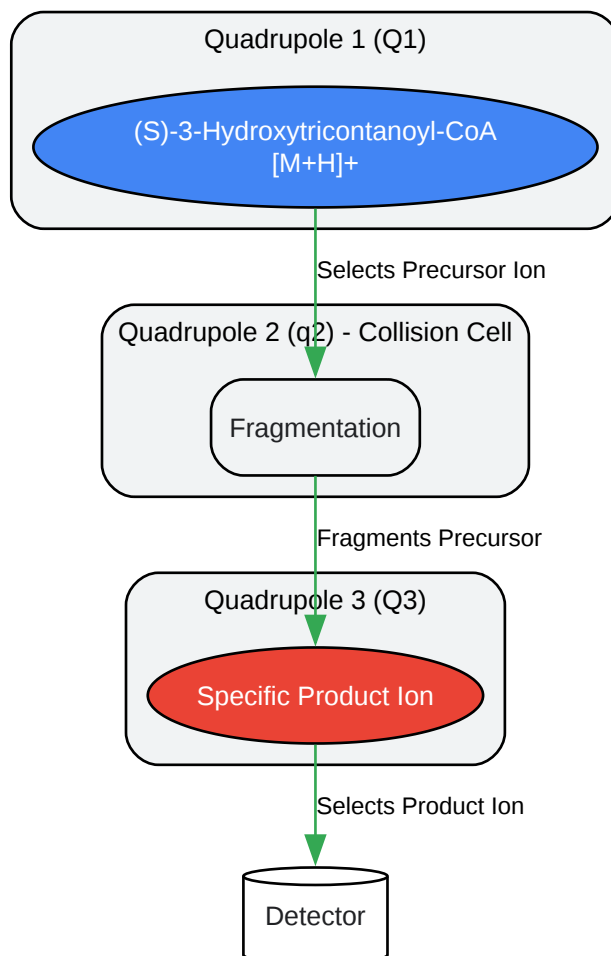 Quadrupole 1 (Q1)
(S)-3-Hydroxytricontanoyl-CoA
[M+H]+
Selects Precursor Ion
Quadrupole 2 (q2) - Collision Cell
Fragmentation
Fragments Precursor
Quadrupole 3 (Q3)
Specific Product Ion
Selects Product Ion
Detector